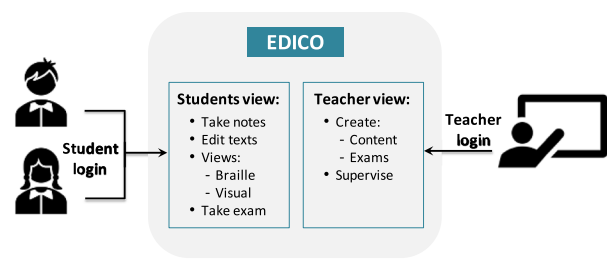 EDICO
Students view:
• Take notes
• Edit texts
• Views:
- Braille
- Visual
• Take exam
Teacher view:
• Create:
- Content
- Exams
• Supervise
Student
login
Teacher
login